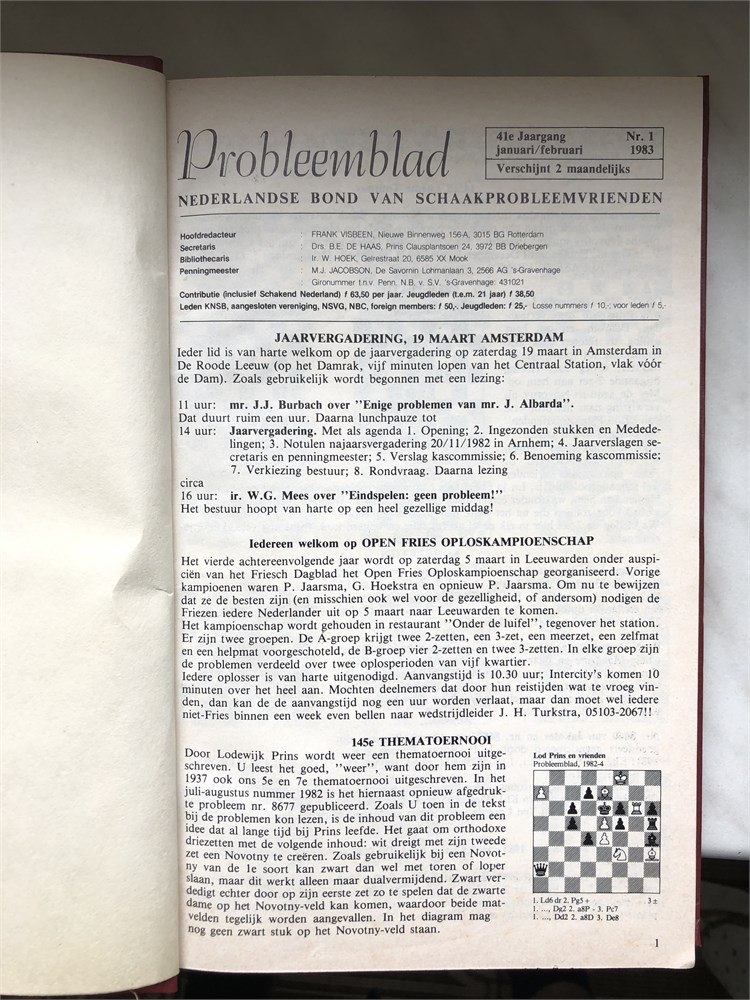 Probleemblad
41e Jaargang Nr. 1
januari/februari 1983
Verschijnt 2 maandelijks
NEDERLANDSE BOND VAN SCHAAKPROBLEEMVRIENDEN
Hoofdredacteur : FRANK VISBEEN, Nieuwe Binnenweg 156-A, 3015 BG Rotterdam
Secretaris : Drs. B.E. DE HAAS, Prins Clausplantsoen 24, 3972 BB Driebergen
Bibliothecaris : Ir. W. HOEK, Gelrestraat 20, 6585 XX Mook
Penningmeester : M.J. JACOBSON, De Savornin Lohmanlaan 3, 2566 AG 's-Gravenhage
: Gironummer t.n.v. Penn. N.B. v. S.V. 's-Gravenhage: 431021
Contributie (inclusief Schakend Nederland) f 63,50 per jaar. Jeugdleden (t.e.m. 21 jaar) f 38,50
Leden KNSB, aangesloten vereniging, NSVG, NBC, foreign members: f 50,-. Jeugdleden: f 25,- Losse nummers f 10,-; voor leden f 5,-
JAARVERGADERING, 19 MAART AMSTERDAM
Ieder lid is van harte welkom op de jaarvergadering op zaterdag 19 maart in Amsterdam in
De Roode Leeuw (op het Damrak, vijf minuten lopen van het Centraal Station, vlak vóór
de Dam). Zoals gebruikelijk wordt begonnen met een lezing:
11 uur: mr. J.J. Burbach over "Enige problemen van mr. J. Albarda".
Dat duurt ruim een uur. Daarna lunchpauze tot
14 uur: Jaarvergadering. Met als agenda 1. Opening; 2. Ingezonden stukken en Medede-
lingen; 3. Notulen najaarsvergadering 20/11/1982 in Arnhem; 4. Jaarverslagen se-
cretaris en penningmeester; 5. Verslag kascommissie; 6. Benoeming kascommissie;
7. Verkiezing bestuur; 8. Rondvraag. Daarna lezing
circa
16 uur: ir. W.G. Mees over "Eindspelen: geen probleem!"
Het bestuur hoopt van harte op een heel gezellige middag!
Iedereen welkom op OPEN FRIES OPLOSKAMPIOENSCHAP
Het vierde achtereenvolgende jaar wordt op zaterdag 5 maart in Leeuwarden onder auspi-
ciën van het Friesch Dagblad het Open Fries Oploskampioenschap georganiseerd. Vorige
kampioenen waren P. Jaarsma, G. Hoekstra en opnieuw P. Jaarsma. Om nu te bewijzen
dat ze de besten zijn (en misschien ook wel voor de gezelligheid, of andersom) nodigen de
Friezen iedere Nederlander uit op 5 maart naar Leeuwarden te komen.
Het kampioenschap wordt gehouden in restaurant "Onder de luifel", tegenover het station.
Er zijn twee groepen. De A-groep krijgt twee 2-zetten, een 3-zet, een meerzet, een zelfmat
en een helpmat voorgeschoteld, de B-groep vier 2-zetten en twee 3-zetten. In elke groep zijn
de problemen verdeeld over twee oplosperioden van vijf kwartier.
Iedere oplosser is van harte uitgenodigd. Aanvangstijd is 10.30 uur; Intercity's komen 10
minuten over het heel aan. Mochten deelnemers dat door hun reistijden wat te vroeg vin-
den, dan kan de de aanvangstijd nog een uur worden verlaat, maar dan moet wel iedere
niet-Fries binnen een week even bellen naar wedstrijdleider J. H. Turkstra, 05103-2067!!
145e THEMATOERNOOI
Door Lodewijk Prins wordt weer een thematoernooi uitge-
schreven. U leest het goed, "weer", want door hem zijn in
1937 ook ons 5e en 7e thematoernooi uitgeschreven. In het
juli-augustus nummer 1982 is het hiernaast opnieuw afgedruk-
te probleem nr. 8677 gepubliceerd. Zoals U toen in de tekst
bij de problemen kon lezen, is de inhoud van dit probleem een
idee dat al lange tijd bij Prins leefde. Het gaat om orthodoxe
driezetten met de volgende inhoud: wit dreigt met zijn tweede
zet een Novotny te creëren. Zoals gebruikelijk bij een Novot-
ny van de 1e soort kan zwart dan wel met toren of loper
slaan, maar dit werkt alleen maar dualvermijdend. Zwart ver-
dedigt echter door op zijn eerste zet zo te spelen dat de zwarte
dame op het Novotny-veld kan komen, waardoor beide mat-
velden tegelijk worden aangevallen. In het diagram mag
nog geen zwart stuk op het Novotny-veld staan.
Lod Prins en vrienden
Probleemblad, 1982-4
1. Ld6 dr 2. Pg5 + 3 ±
1. ..., Dg2 2. a8P - 3. Pc7
1. ..., Dd2 2. a8D 3. De8
1